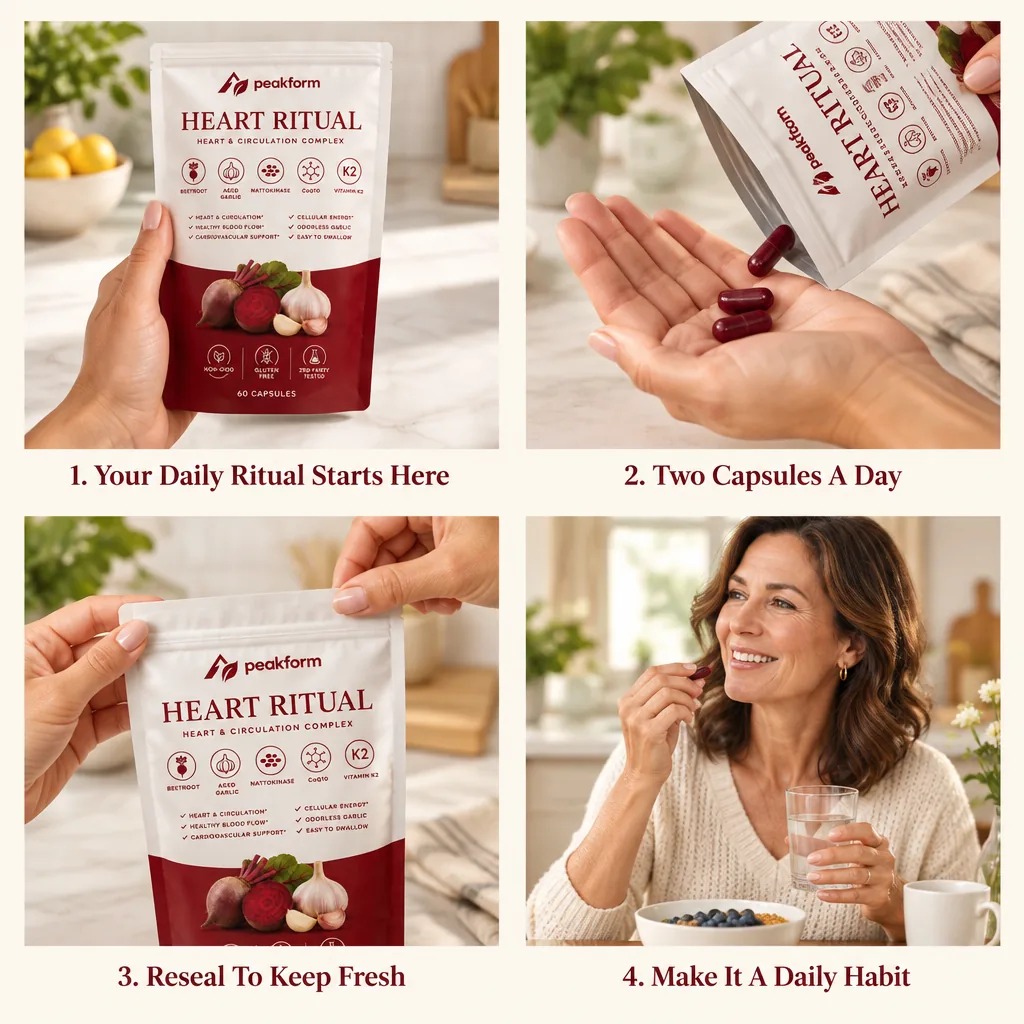 peakform
HEART RITUAL
HEART & CIRCULATION COMPLEX
BEETROOT
AGED GARLIC
NATTOKINASE
CoQ10
K2
VITAMIN K2
✓ HEART & CIRCULATION*
✓ HEALTHY BLOOD FLOW*
✓ CARDIOVASCULAR SUPPORT*
✓ CELLULAR ENERGY*
✓ ODORLESS GARLIC
✓ EASY TO SWALLOW
GLUTEN FREE
60 CAPSULES
1. Your Daily Ritual Starts Here
peakform
HEART RITUAL
2. Two Capsules A Day
peakform
HEART RITUAL
HEART & CIRCULATION COMPLEX
BEETROOT
AGED GARLIC
NATTOKINASE
CoQ10
K2
VITAMIN K2
✓ HEART & CIRCULATION*
✓ HEALTHY BLOOD FLOW*
✓ CARDIOVASCULAR SUPPORT*
✓ CELLULAR ENERGY*
✓ ODORLESS GARLIC
✓ EASY TO SWALLOW
3. Reseal To Keep Fresh
4. Make It A Daily Habit